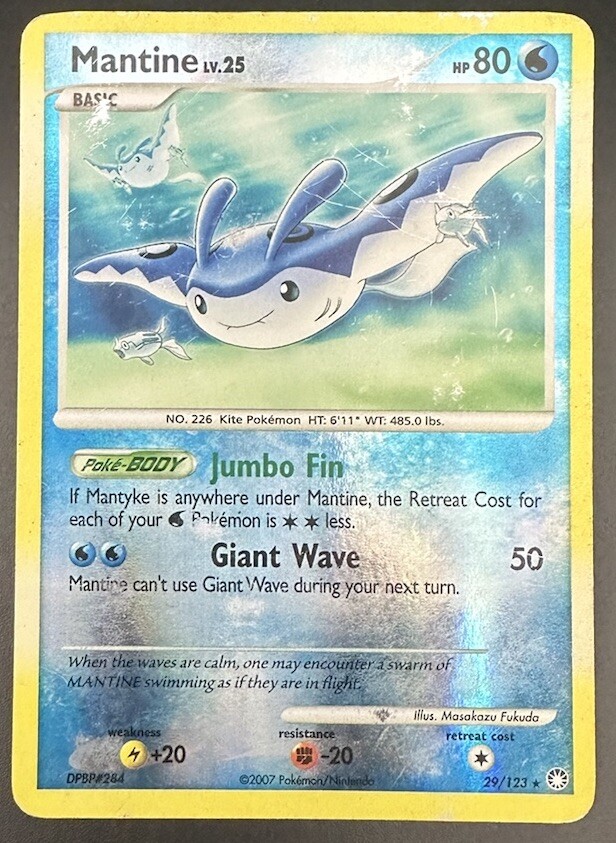 Mantine LV.25 HP 80
BASIC
NO. 226 Kite Pokémon HT: 6'11" WT: 485.0 lbs.
Poké-BODY Jumbo Fin
If Mantyke is anywhere under Mantine, the Retreat Cost for
each of your Pokémon is less.
Giant Wave 50
Mantine can't use Giant Wave during your next turn.
When the waves are calm, one may encounter a swarm of
MANTINE swimming as if they are in flight.
Illus. Masakazu Fukuda
weakness resistance retreat cost
+20 -20
DPBP#284 ©2007 Pokémon/Nintendo 29/123 ★